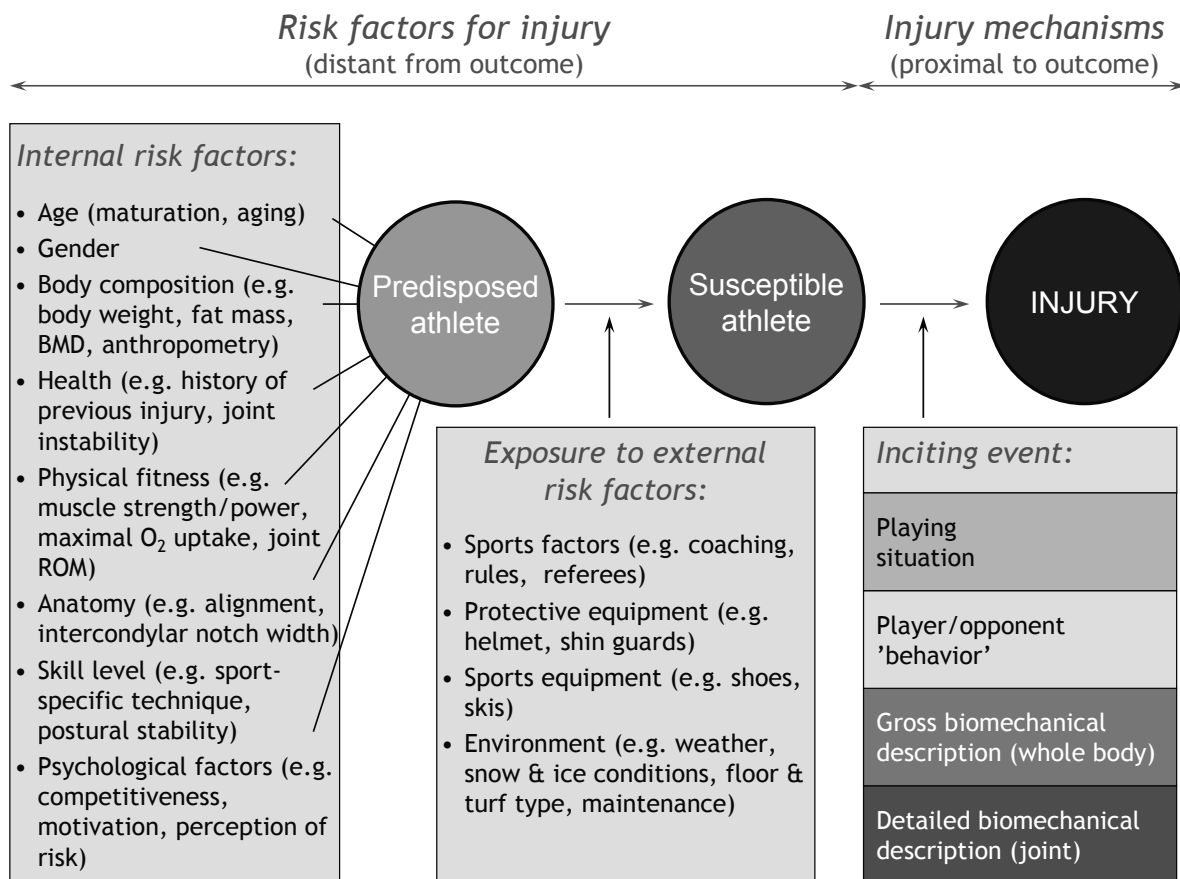 Risk factors for injury
(distant from outcome)
Injury mechanisms
(proximal to outcome)
Internal risk factors:
• Age (maturation, aging)
• Gender
• Body composition (e.g.
body weight, fat mass,
BMD, anthropometry)
• Health (e.g. history of
previous injury, joint
instability)
• Physical fitness (e.g.
muscle strength/power,
maximal O₂ uptake, joint
ROM)
• Anatomy (e.g. alignment,
intercondylar notch width)
• Skill level (e.g. sport-
specific technique,
postural stability)
• Psychological factors (e.g.
competitiveness,
motivation, perception of
risk)
Predisposed
athlete
Susceptible
athlete
INJURY
Exposure to external
risk factors:
• Sports factors (e.g. coaching,
rules, referees)
• Protective equipment (e.g.
helmet, shin guards)
• Sports equipment (e.g. shoes,
skis)
• Environment (e.g. weather,
snow & ice conditions, floor &
turf type, maintenance)
Inciting event:
Playing
situation
Player/opponent
’behavior’
Gross biomechanical
description (whole body)
Detailed biomechanical
description (joint)